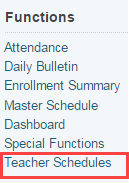 Functions
Attendance
Daily Bulletin
Enrollment Summary
Master Schedule
Dashboard
Special Functions
Teacher Schedules